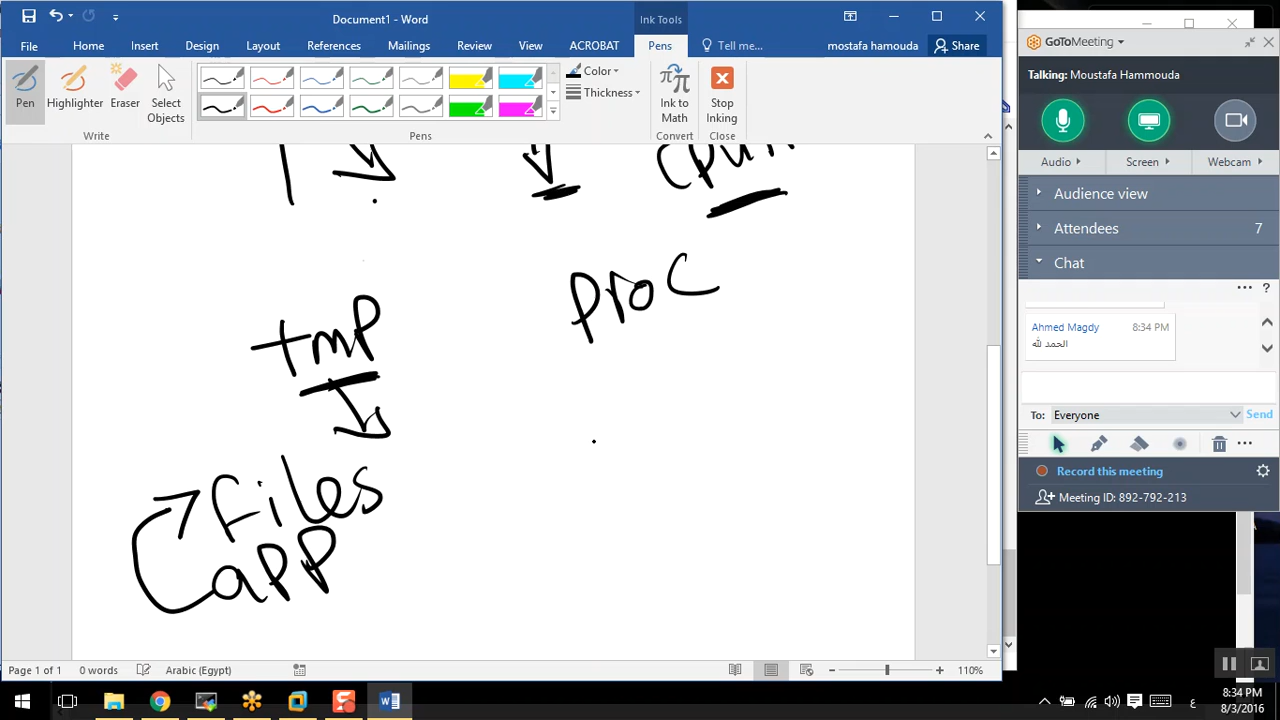 Document1 - Word
Ink Tools
File
Home
Insert
Design
Layout
References
Mailings
Review
View
ACROBAT
Pens
Tell me...
mostafa hamouda
Share
Pen
Highlighter
Eraser
Select Objects
Color
Thickness
Ink to Math
Stop Inking
Write
Pens
Convert
Close
proc
tmp
Files
app
Page 1 of 1
0 words
Arabic (Egypt)
110%
GoToMeeting
Talking: Moustafa Hammouda
Audio
Screen
Webcam
Audience view
Attendees
7
Chat
Ahmed Magdy
8:34 PM
الحمد لله
To:
Everyone
Send
Record this meeting
Meeting ID: 892-792-213
ع
8:34 PM
8/3/2016